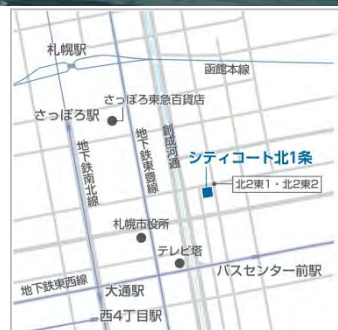 札幌駅
函館本線
さっぽろ東急百貨店
さっぽろ駅
地下鉄南北線
地下鉄東豊線
創成河通
シティコート北1条
北2東1・北2東2
札幌市役所
テレビ塔
バスセンター前駅
地下鉄東西線
大通駅
西4丁目駅